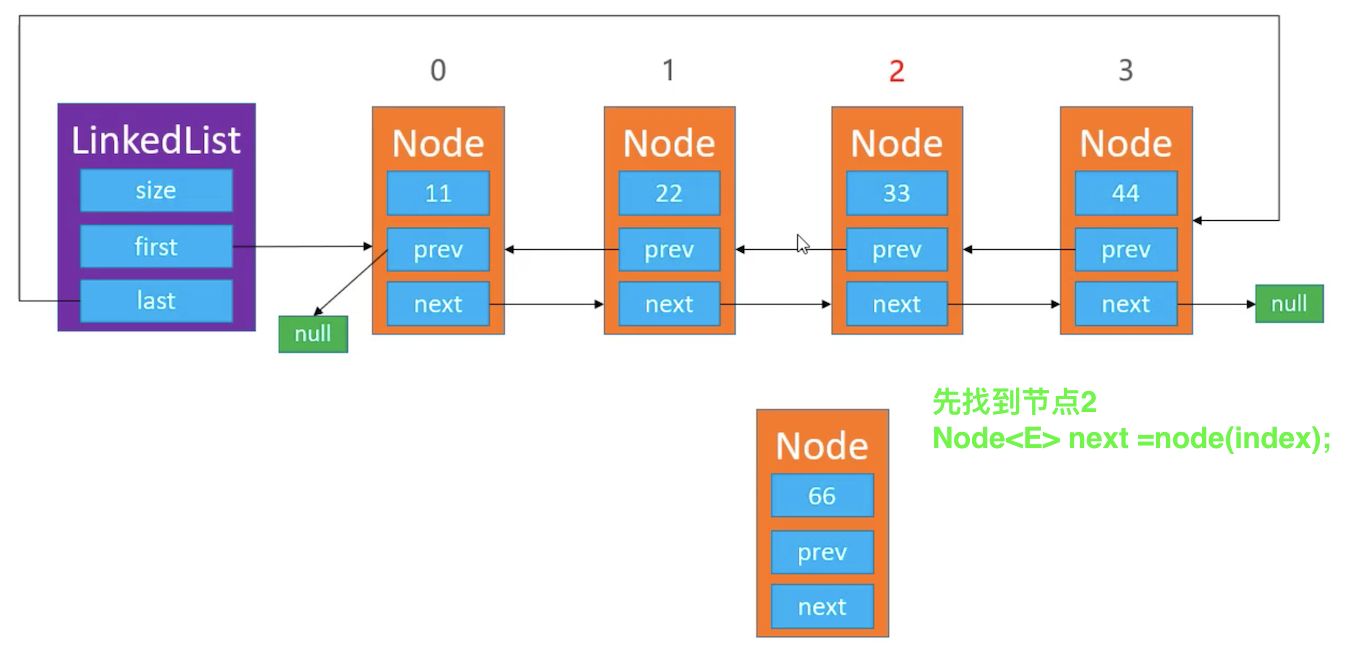 0
1
2
3
LinkedList
size
first
last
null
Node
11
prev
next
Node
22
prev
next
Node
33
prev
next
Node
44
prev
next
null
Node
66
prev
next
先找到节点2
Node<E> next =node(index);